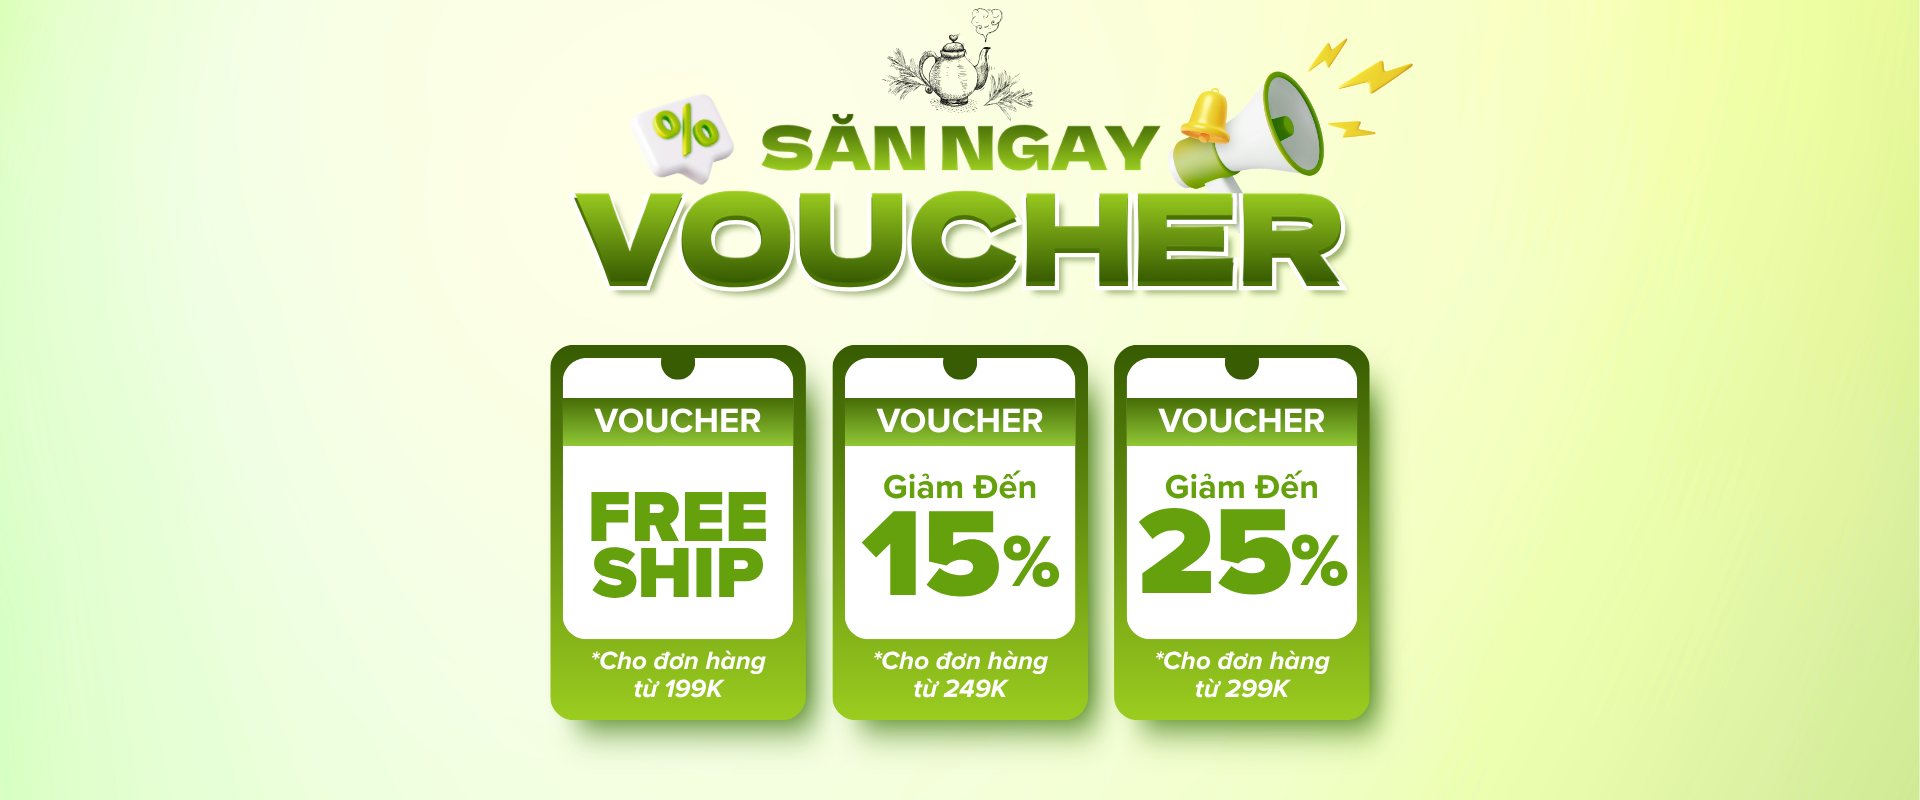 %
SĂN NGAY
VOUCHER
VOUCHER
FREE
SHIP
*Cho đơn hàng
từ 199K
VOUCHER
Giảm Đến
15%
*Cho đơn hàng
từ 249K
VOUCHER
Giảm Đến
25%
*Cho đơn hàng
từ 299K